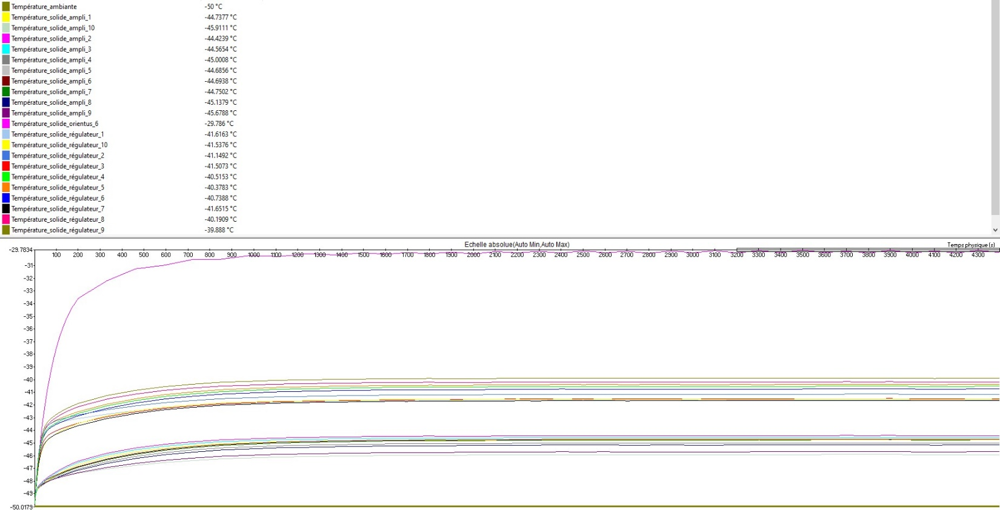 Température_ambiante -50 °C
Température_solide_ampli_1 -44.7377 °C
Température_solide_ampli_10 -45.9111 °C
Température_solide_ampli_2 -44.4239 °C
Température_solide_ampli_3 -44.5654 °C
Température_solide_ampli_4 -45.0008 °C
Température_solide_ampli_5 -44.6856 °C
Température_solide_ampli_6 -44.6938 °C
Température_solide_ampli_7 -44.7502 °C
Température_solide_ampli_8 -45.1379 °C
Température_solide_ampli_9 -45.6788 °C
Température_solide_orientus_6 -29.786 °C
Température_solide_régulateur_1 -41.6163 °C
Température_solide_régulateur_10 -41.5376 °C
Température_solide_régulateur_2 -41.1492 °C
Température_solide_régulateur_3 -41.5073 °C
Température_solide_régulateur_4 -40.5153 °C
Température_solide_régulateur_5 -40.3783 °C
Température_solide_régulateur_6 -40.7388 °C
Température_solide_régulateur_7 -41.6515 °C
Température_solide_régulateur_8 -40.1909 °C
Température_solide_régulateur_9 -39.888 °C
Echelle absolue(Auto Min,Auto Max)
Temps physique (s)
-29.7834
100 200 300 400 500 600 700 800 900 1000 1100 1200 1300 1400 1500 1600 1700 1800 1900 2000 2100 2200 2300 2400 2500 2600 2700 2800 2900 3000 3100 3200 3300 3400 3500 3600 3700 3800 3900 4000 4100 4200 4300
-31
-32
-33
-34
-35
-36
-37
-38
-39
-40
-41
-42
-43
-44
-45
-46
-47
-48
-49
-50.0179